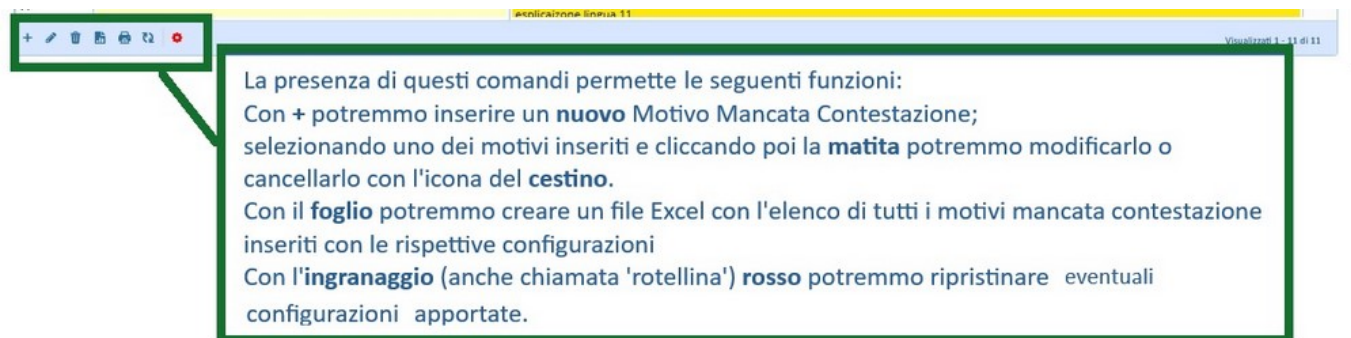 esplicaizone lingua 11
Visualizzati 1 - 11 di 11
La presenza di questi comandi permette le seguenti funzioni:
Con + potremmo inserire un nuovo Motivo Mancata Contestazione;
selezionando uno dei motivi inseriti e cliccando poi la matita potremmo modificarlo o
cancellarlo con l'icona del cestino.
Con il foglio potremmo creare un file Excel con l'elenco di tutti i motivi mancata contestazione
inseriti con le rispettive configurazioni
Con l'ingranaggio (anche chiamata 'rotellina') rosso potremmo ripristinare eventuali
configurazioni apportate.